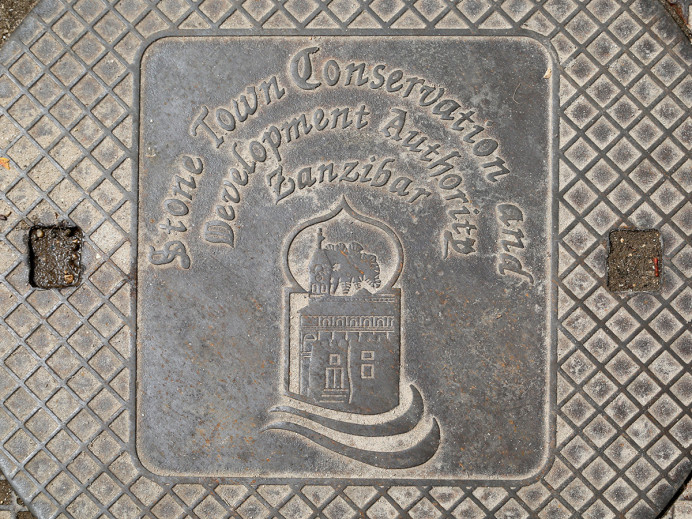 Stone Town Conservation and
Development Authority
Zanzibar